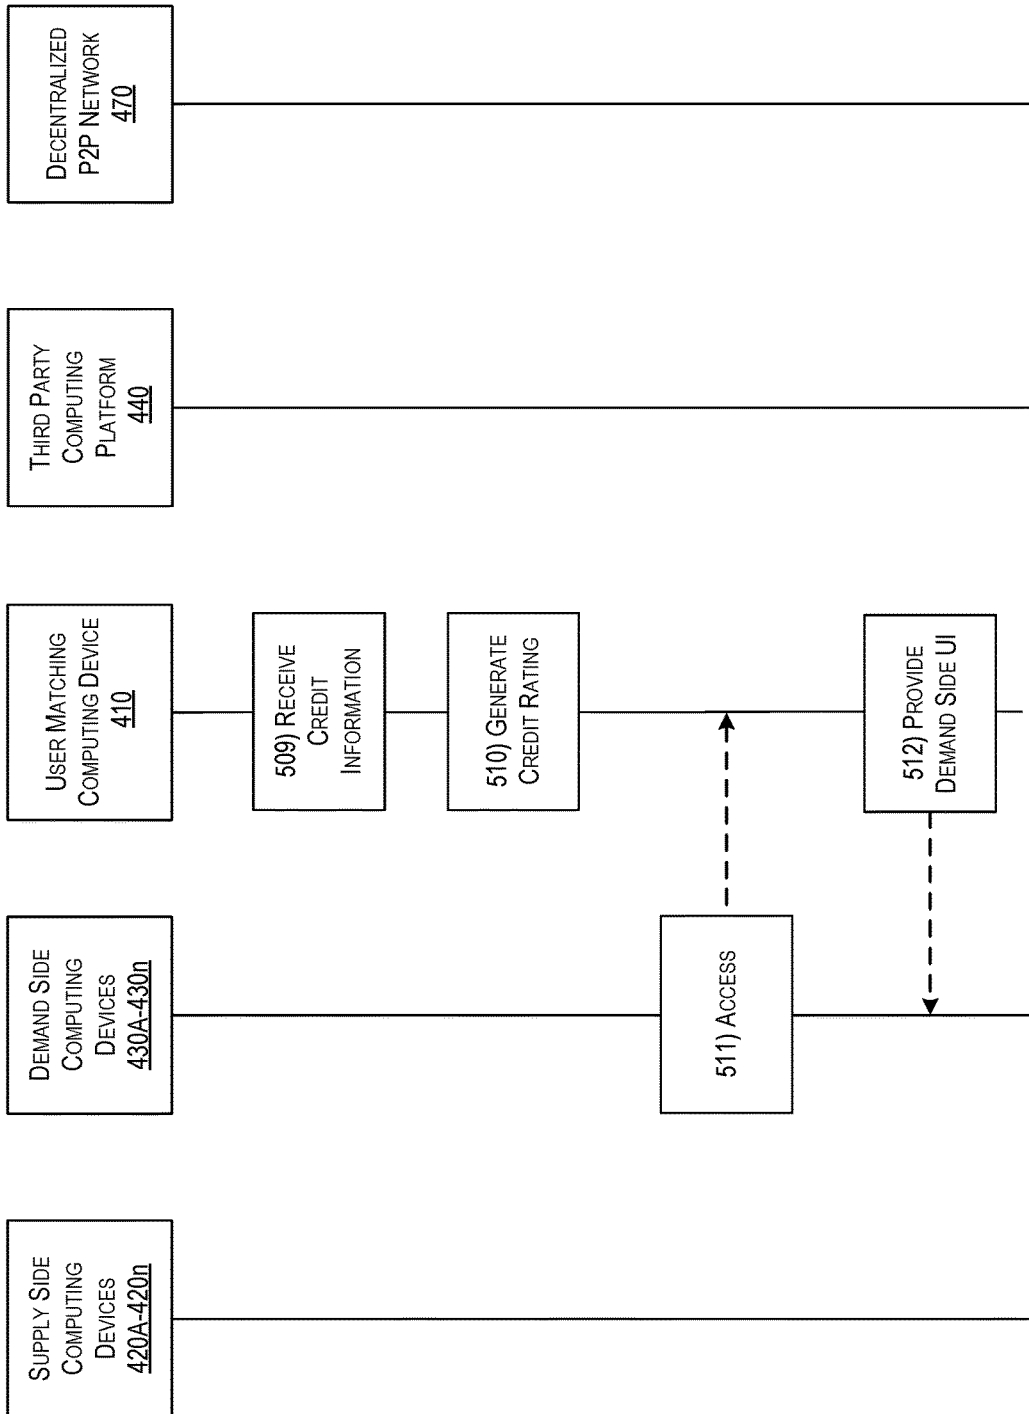 SUPPLY SIDE
COMPUTING
DEVICES
420A-420n
DEMAND SIDE
COMPUTING
DEVICES
430A-430n
USER MATCHING
COMPUTING DEVICE
410
THIRD PARTY
COMPUTING
PLATFORM
440
DECENTRALIZED
P2P NETWORK
470
509) RECEIVE
CREDIT
INFORMATION
510) GENERATE
CREDIT RATING
511) ACCESS
512) PROVIDE
DEMAND SIDE UI